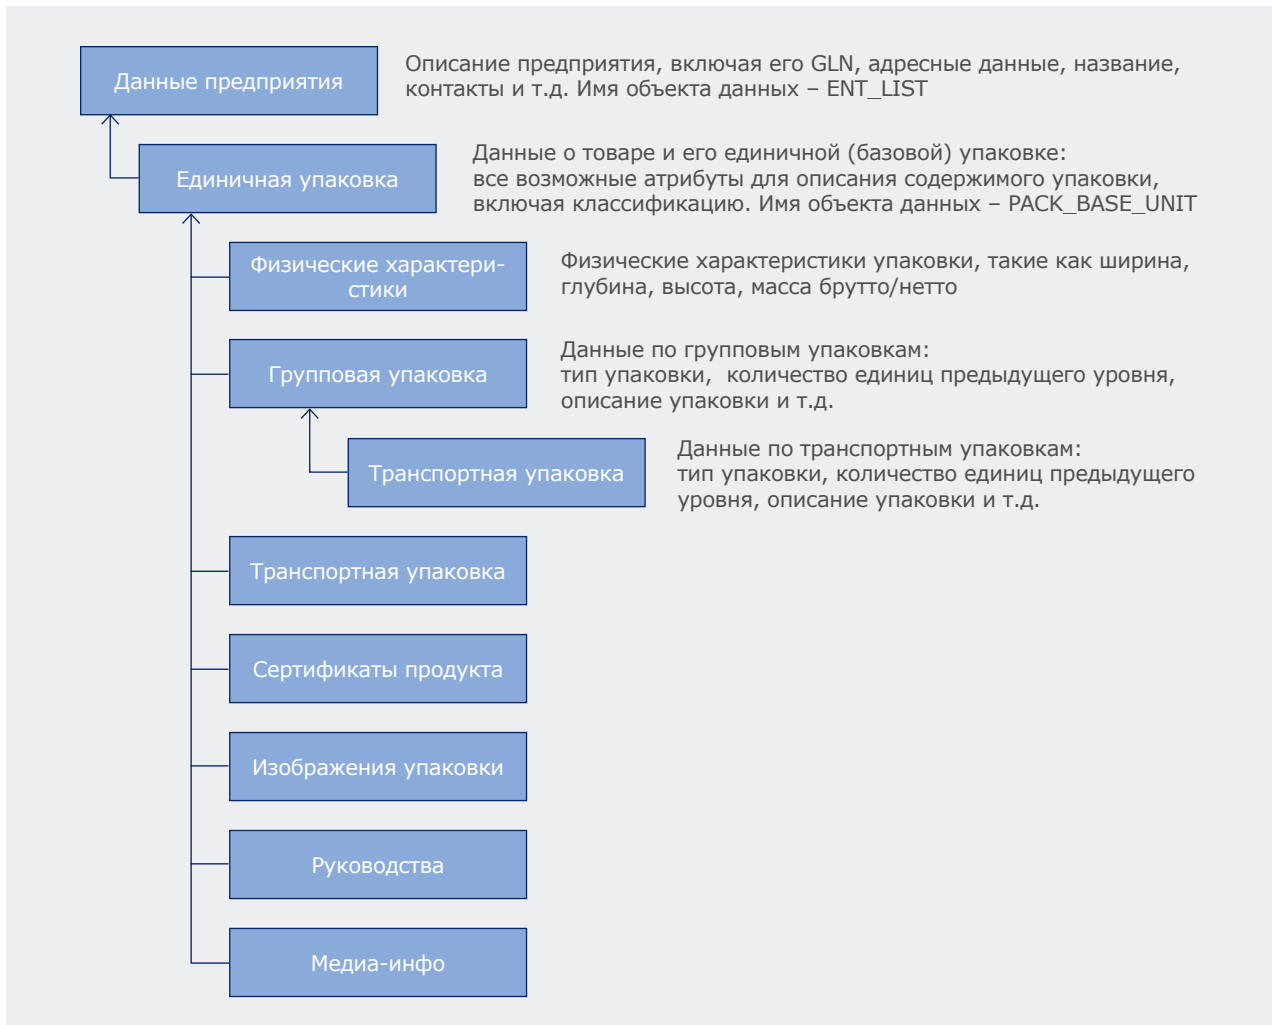 Данные предприятия
Описание предприятия, включая его GLN, адресные данные, название,
контакты и т.д. Имя объекта данных – ENT_LIST
Единичная упаковка
Данные о товаре и его единичной (базовой) упаковке:
все возможные атрибуты для описания содержимого упаковки,
включая классификацию. Имя объекта данных – PACK_BASE_UNIT
Физические характери-
стики
Физические характеристики упаковки, такие как ширина,
глубина, высота, масса брутто/нетто
Групповая упаковка
Данные по групповым упаковкам:
тип упаковки, количество единиц предыдущего уровня,
описание упаковки и т.д.
Транспортная упаковка
Данные по транспортным упаковкам:
тип упаковки, количество единиц предыдущего
уровня, описание упаковки и т.д.
Транспортная упаковка
Сертификаты продукта
Изображения упаковки
Руководства
Медиа-инфо